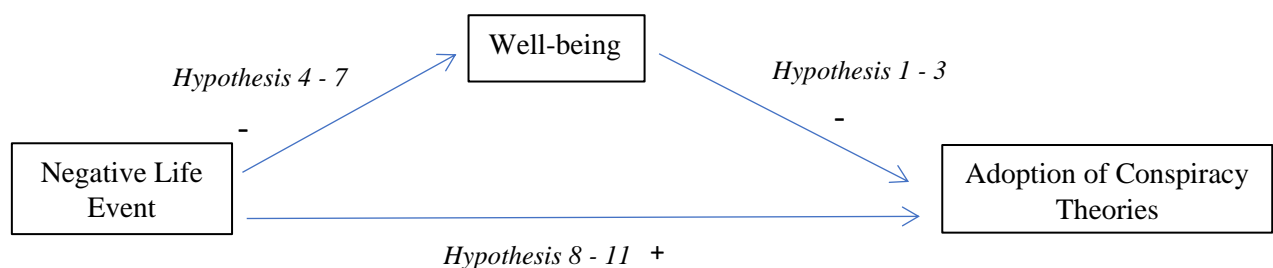 Well-being
Hypothesis 4 - 7
Hypothesis 1 - 3
-
-
Negative Life
Event
Adoption of Conspiracy
Theories
Hypothesis 8 - 11 +